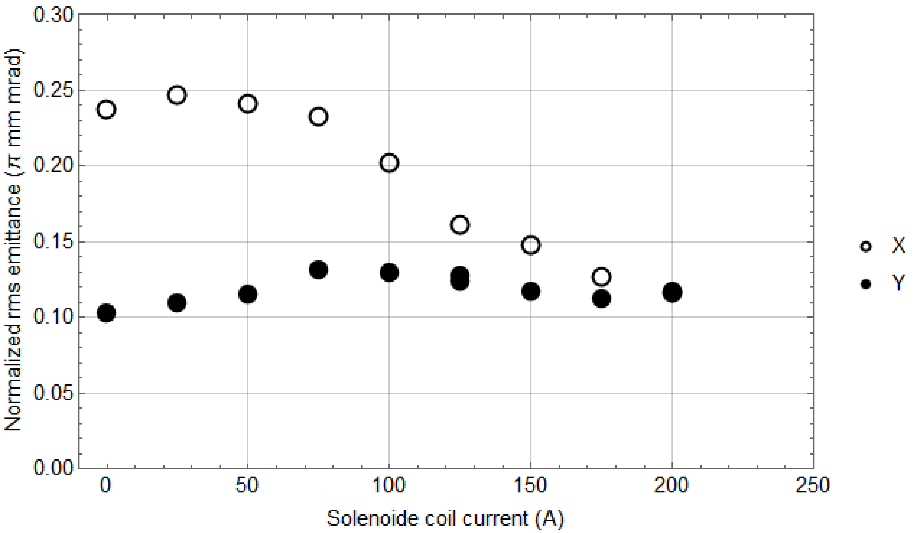 Normalized rms emittance (π mm mrad)
0.30
0.25
0.20
0.15
0.10
0.05
0.00
0 50 100 150 200 250
Solenoide coil current (A)
X
Y